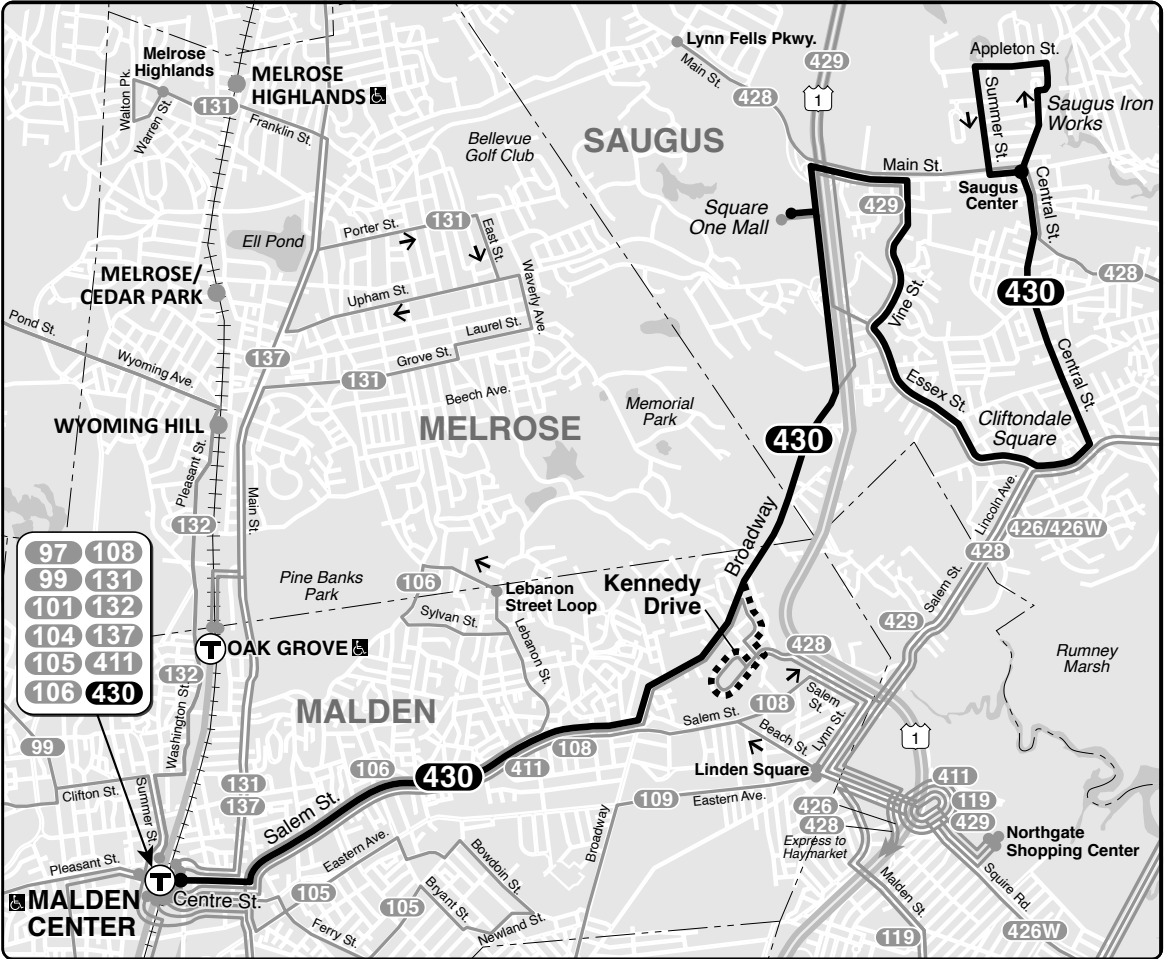 Melrose
Highlands
MELROSE
HIGHLANDS
Walton Pk.
Warren St.
131
Franklin St.
Lynn Fells Pkwy.
Main St.
428
429
1
Appleton St.
Summer St.
Saugus Iron
Works
Bellevue
Golf Club
SAUGUS
Main St.
Saugus
Center
Central St.
429
Square
One Mall
Porter St.
131
East St.
Ell Pond
MELROSE/
CEDAR PARK
Upham St.
Waverly Ave.
Laurel St.
428
430
Vine St.
Pond St.
Wyoming Ave.
137
Grove St.
131
Beech Ave.
Essex St.
Central St.
Cliftondale
Square
Memorial
Park
WYOMING HILL
MELROSE
430
Pleasant St.
Main St.
132
Broadway
Lincoln Ave.
426/426W
428
97 108
99 131
101 132
104 137
105 411
106 430
Pine Banks
Park
106
Lebanon
Street Loop
Sylvan St.
Lebanon St.
Kennedy
Drive
Salem St.
429
428
T
OAK GROVE
Rumney
Marsh
132
Washington St.
MALDEN
108
Salem St.
Salem
St.
Beach St.
Lynn St.
1
99
108
106
430
411
Linden Square
Clifton St.
Summer St.
131
137
Salem St.
109
Eastern Ave.
426
428
Express to
Haymarket
411
119
429
Northgate
Shopping Center
Broadway
Eastern Ave.
Bowdoin St.
Pleasant St.
T
MALDEN
CENTER
Centre St.
105
105
Bryant St.
Ferry St.
Newland St.
Malden St.
Squire Rd.
119
426W